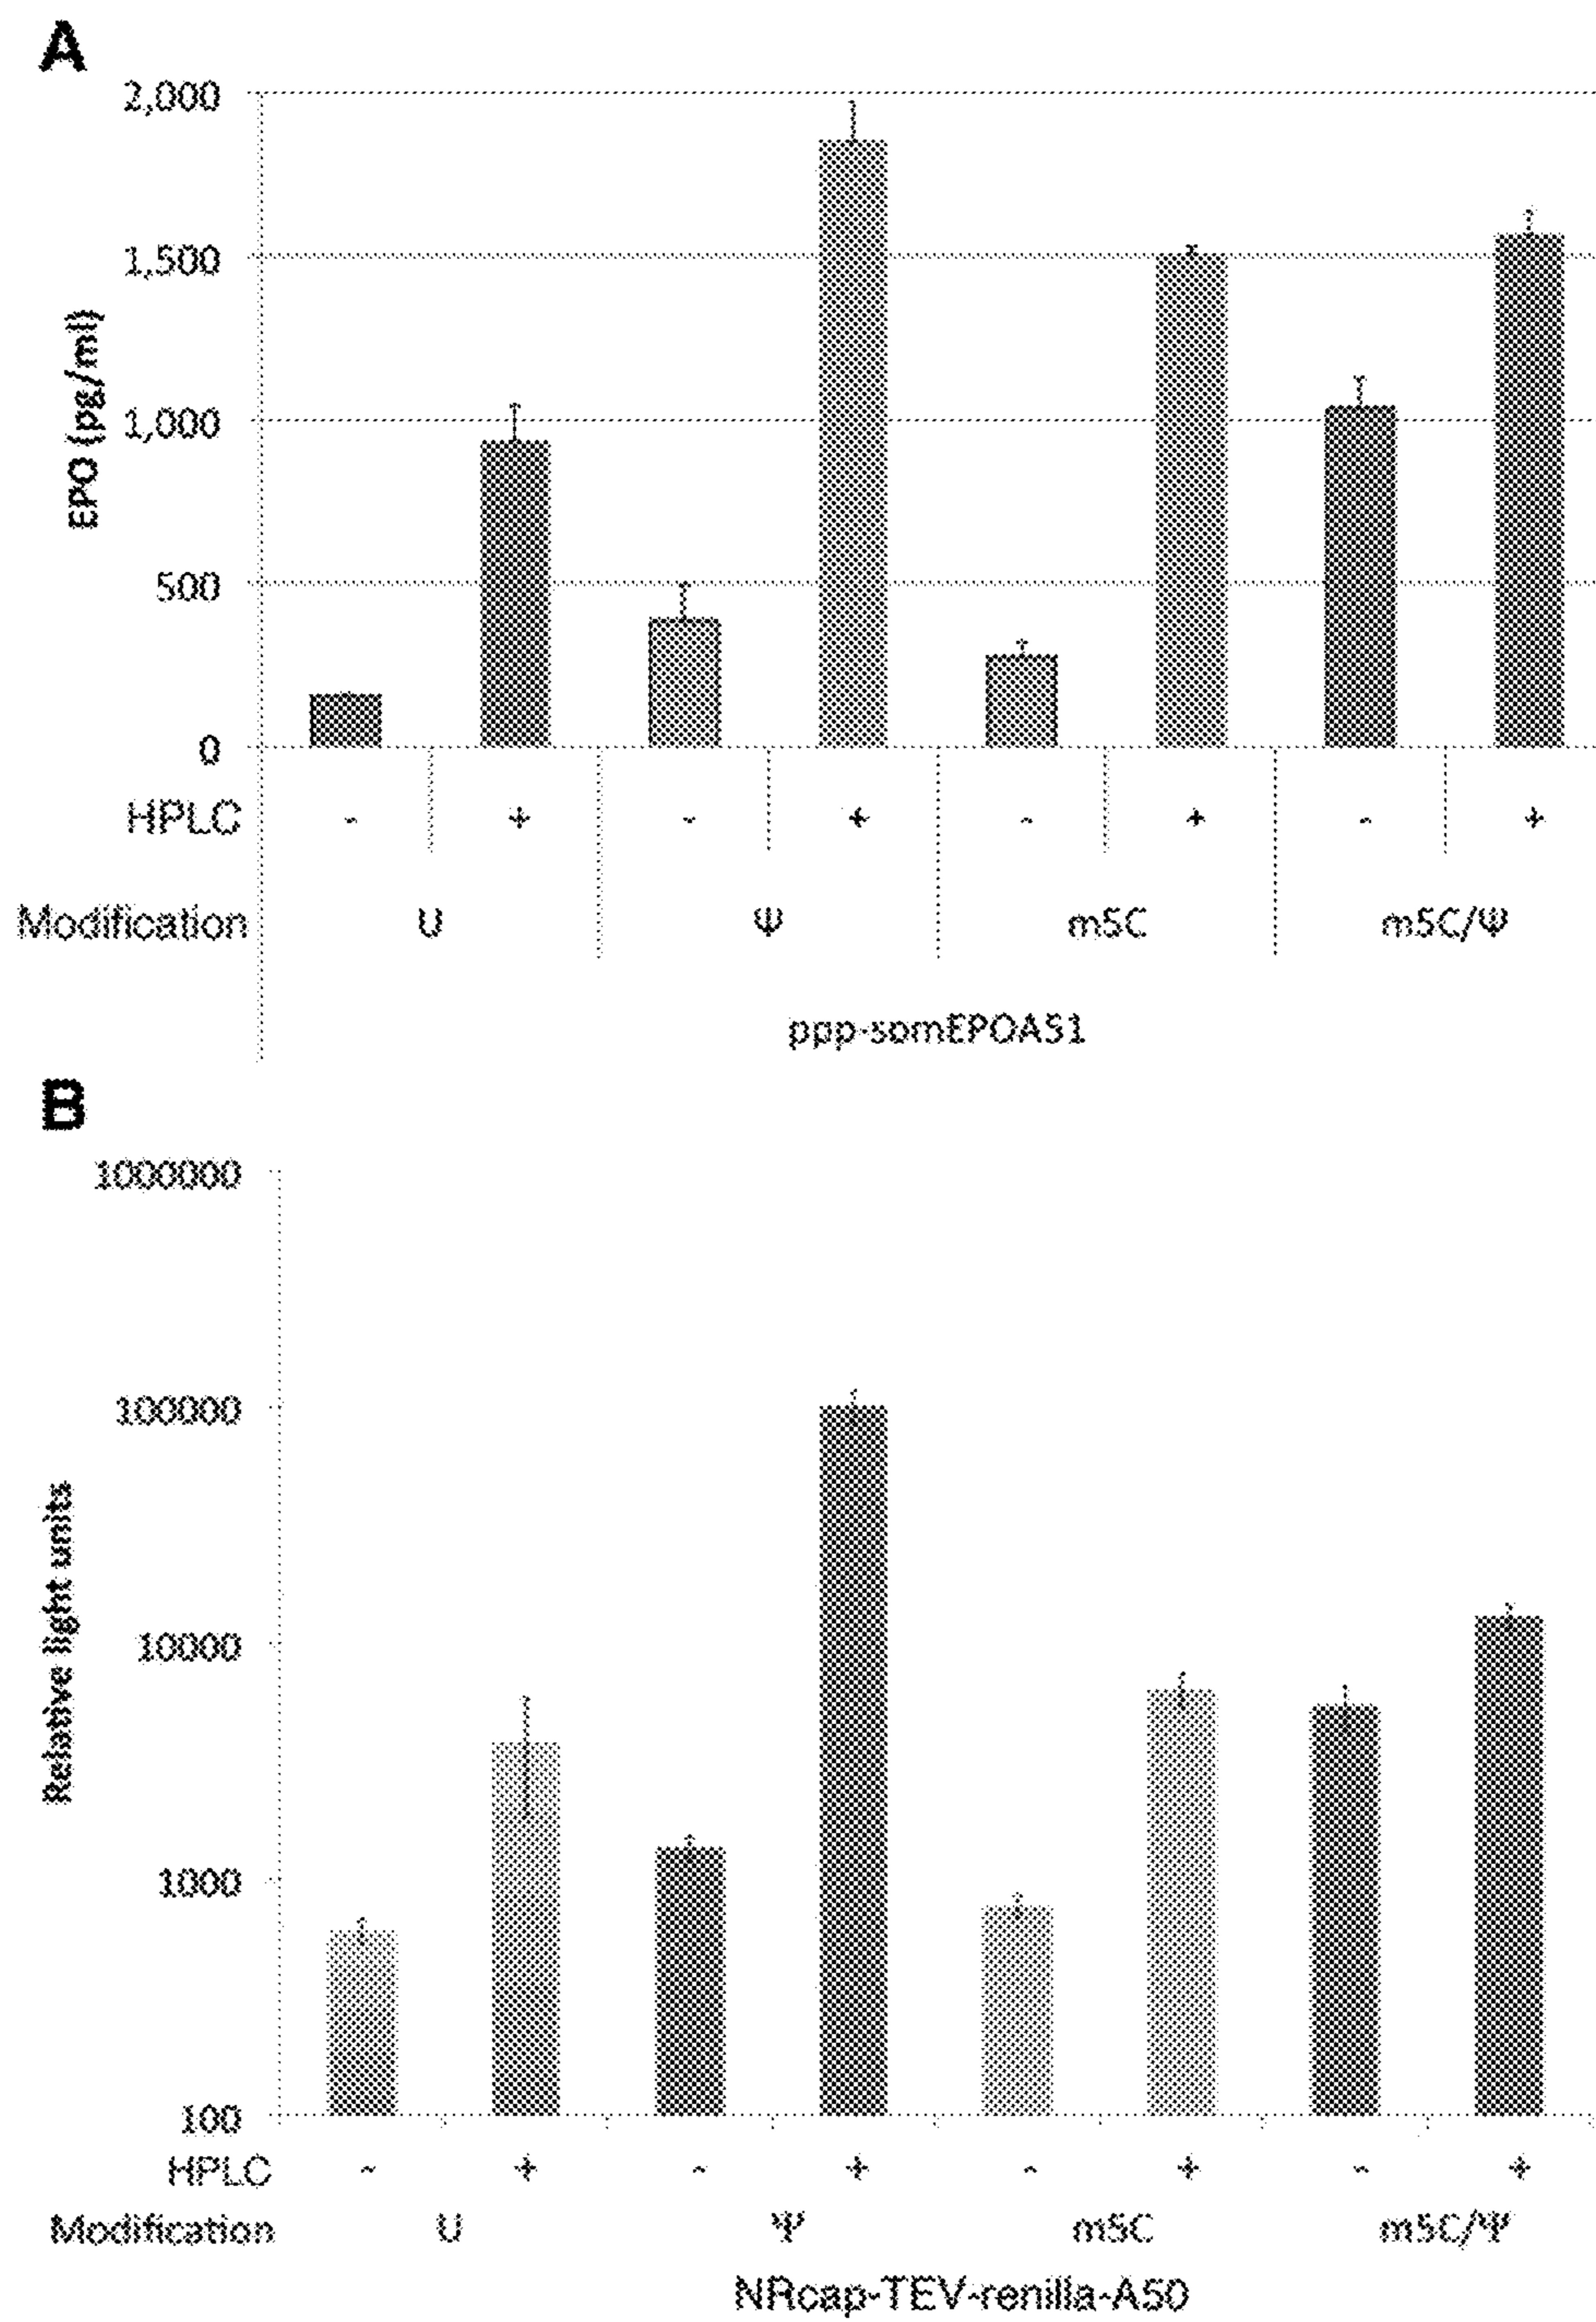 A
2,000
1,500
1,000
500
0
EPO (pg/ml)
HPLC - + - + - + - +
Modification U Ψ m5C m5C/Ψ
ppp-somEPOAS1
B
1000000
100000
10000
1000
100
Relative light units
HPLC - + - + - + - +
Modification U Ψ m5C m5C/Ψ
NRcap-TEV-renilla-A50